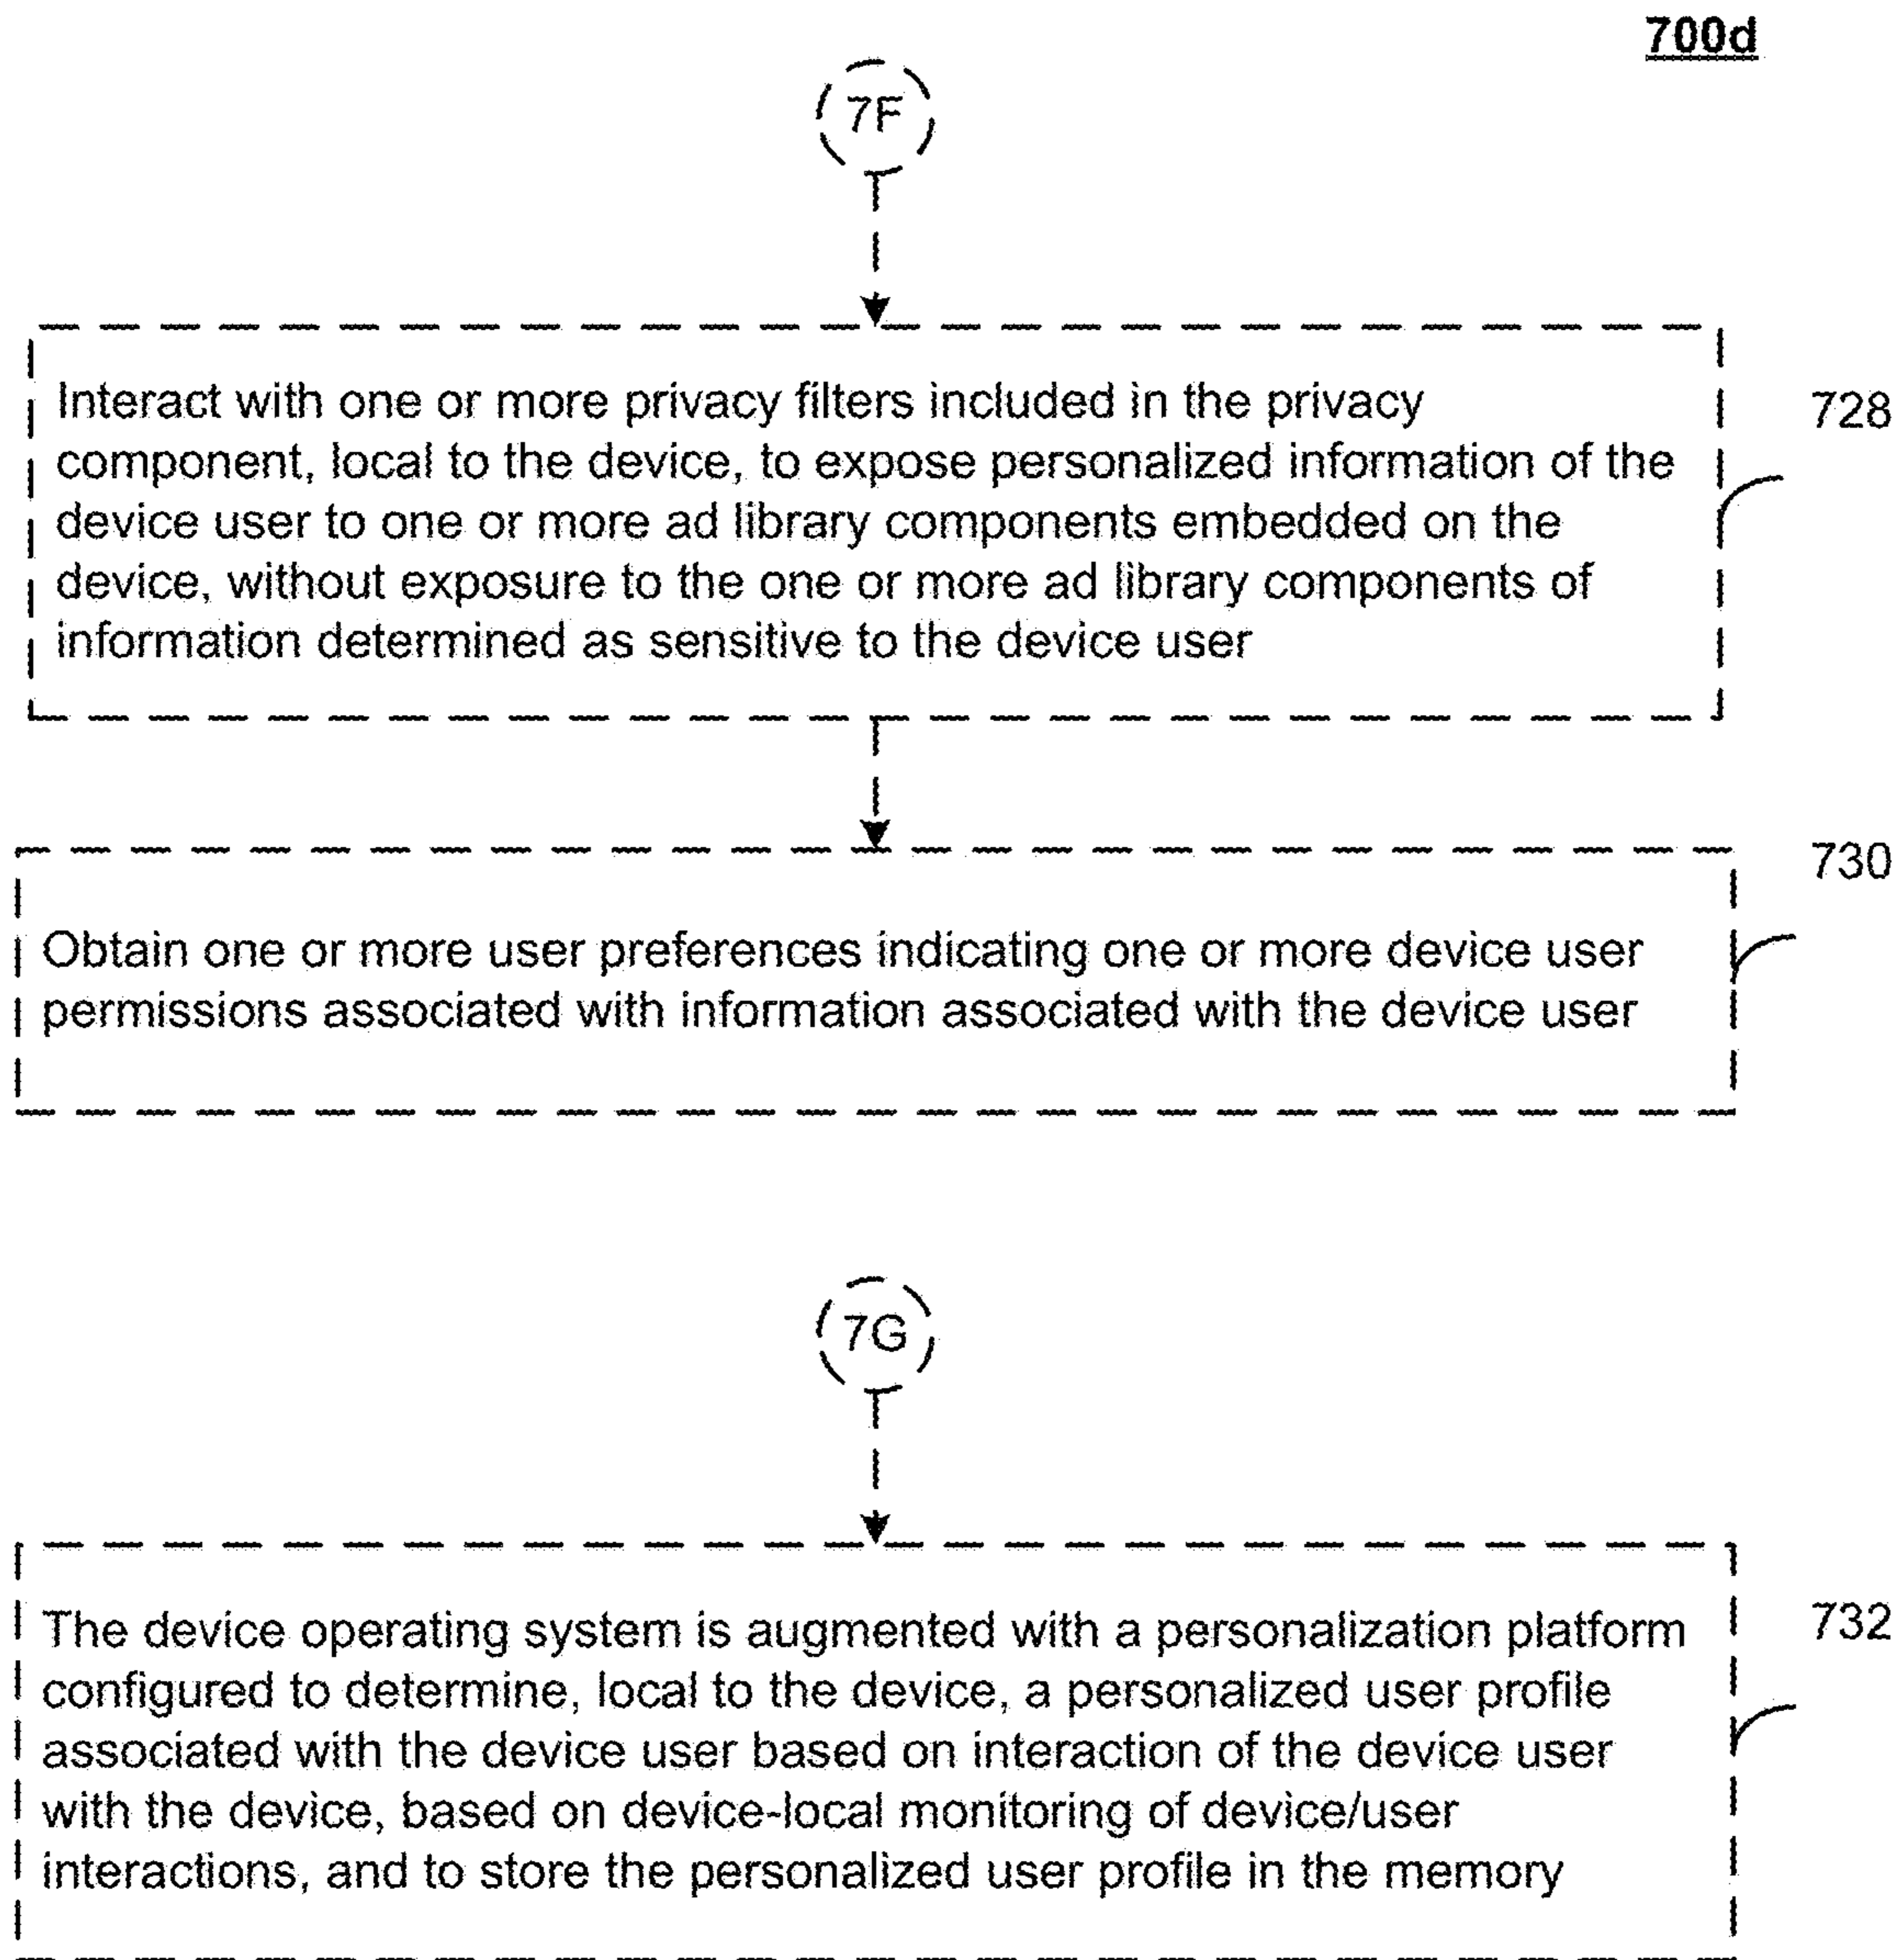 700d
7F
Interact with one or more privacy filters included in the privacy
component, local to the device, to expose personalized information of the
device user to one or more ad library components embedded on the
device, without exposure to the one or more ad library components of
information determined as sensitive to the device user
728
730
Obtain one or more user preferences indicating one or more device user
permissions associated with information associated with the device user
7G
The device operating system is augmented with a personalization platform
configured to determine, local to the device, a personalized user profile
associated with the device user based on interaction of the device user
with the device, based on device-local monitoring of device/user
interactions, and to store the personalized user profile in the memory
732